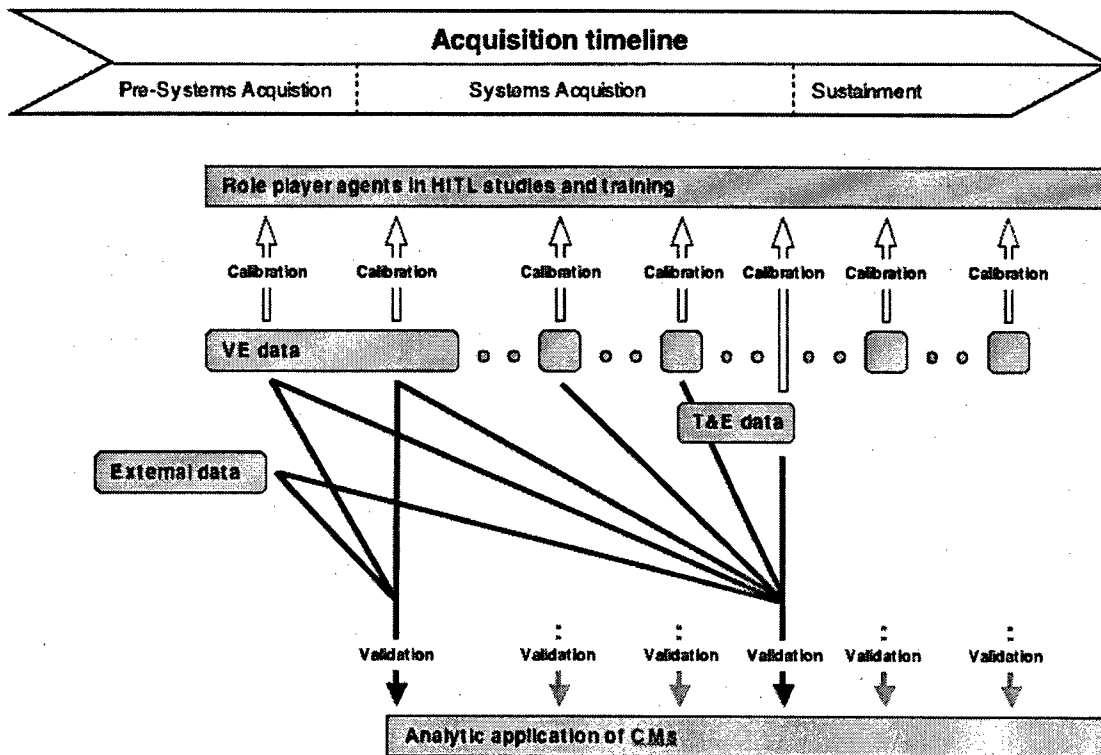 Acquisition timeline
Pre-Systems Acquistion Systems Acquistion Sustainment
Role player agents in HITL studies and training
Calibration Calibration Calibration Calibration Calibration Calibration Calibration
VE data
T&E data
External data
Validation Validation Validation Validation Validation Validation
Analytic application of CMs